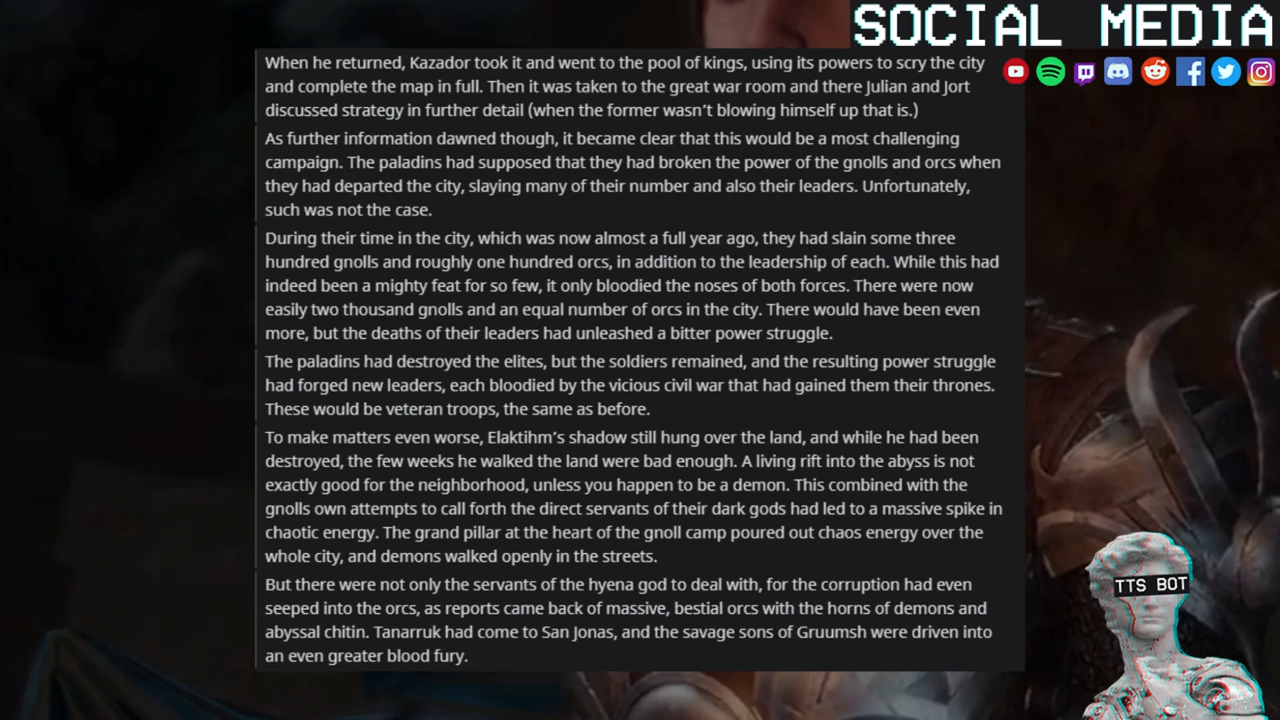 SOCIAL MEDIA
When he returned, Kazador took it and went to the pool of kings, using its powers to scry the city
and complete the map in full. Then it was taken to the great war room and there Julian and Jort
discussed strategy in further detail (when the former wasn't blowing himself up that is.)
As further information dawned though, it became clear that this would be a most challenging
campaign. The paladins had supposed that they had broken the power of the gnolls and orcs when
they had departed the city, slaying many of their number and also their leaders. Unfortunately,
such was not the case.
During their time in the city, which was now almost a full year ago, they had slain some three
hundred gnolls and roughly one hundred orcs, in addition to the leadership of each. While this had
indeed been a mighty feat for so few, it only bloodied the noses of both forces. There were now
easily two thousand gnolls and an equal number of orcs in the city. There would have been even
more, but the deaths of their leaders had unleashed a bitter power struggle.
The paladins had destroyed the elites, but the soldiers remained, and the resulting power struggle
had forged new leaders, each bloodied by the vicious civil war that had gained them their thrones.
These would be veteran troops, the same as before.
To make matters even worse, Elaktihm's shadow still hung over the land, and while he had been
destroyed, the few weeks he walked the land were bad enough. A living rift into the abyss is not
exactly good for the neighborhood, unless you happen to be a demon. This combined with the
gnolls own attempts to call forth the direct servants of their dark gods had led to a massive spike in
chaotic energy. The grand pillar at the heart of the gnoll camp poured out chaos energy over the
whole city, and demons walked openly in the streets.
But there were not only the servants of the hyena god to deal with, for the corruption had even
seeped into the orcs, as reports came back of massive, bestial orcs with the horns of demons and
abyssal chitin. Tanarruk had come to San Jonas, and the savage sons of Gruumsh were driven into
an even greater blood fury.
TTS BOT